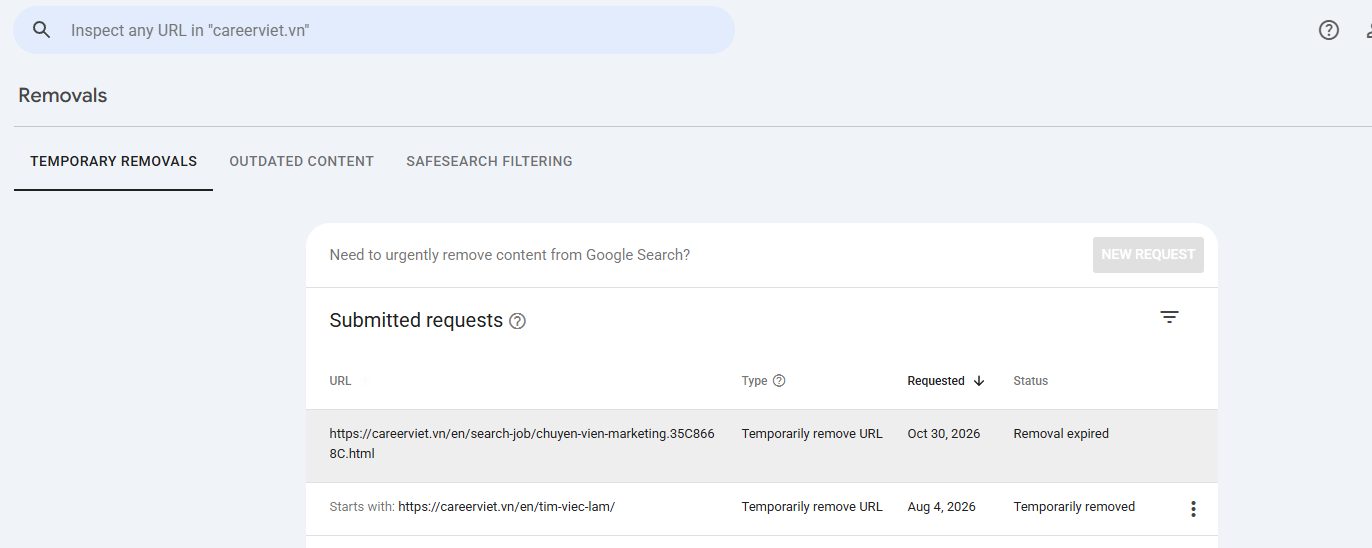 Inspect any URL in "careerviet.vn"
Removals
TEMPORARY REMOVALS OUTDATED CONTENT SAFESEARCH FILTERING
Need to urgently remove content from Google Search? NEW REQUEST
Submitted requests
URL Type Requested Status
https://careerviet.vn/en/search-job/chuyen-vien-marketing.35C866 Temporarily remove URL Oct 30, 2026 Removal expired
8C.html
Starts with: https://careerviet.vn/en/tim-viec-lam/ Temporarily remove URL Aug 4, 2026 Temporarily removed